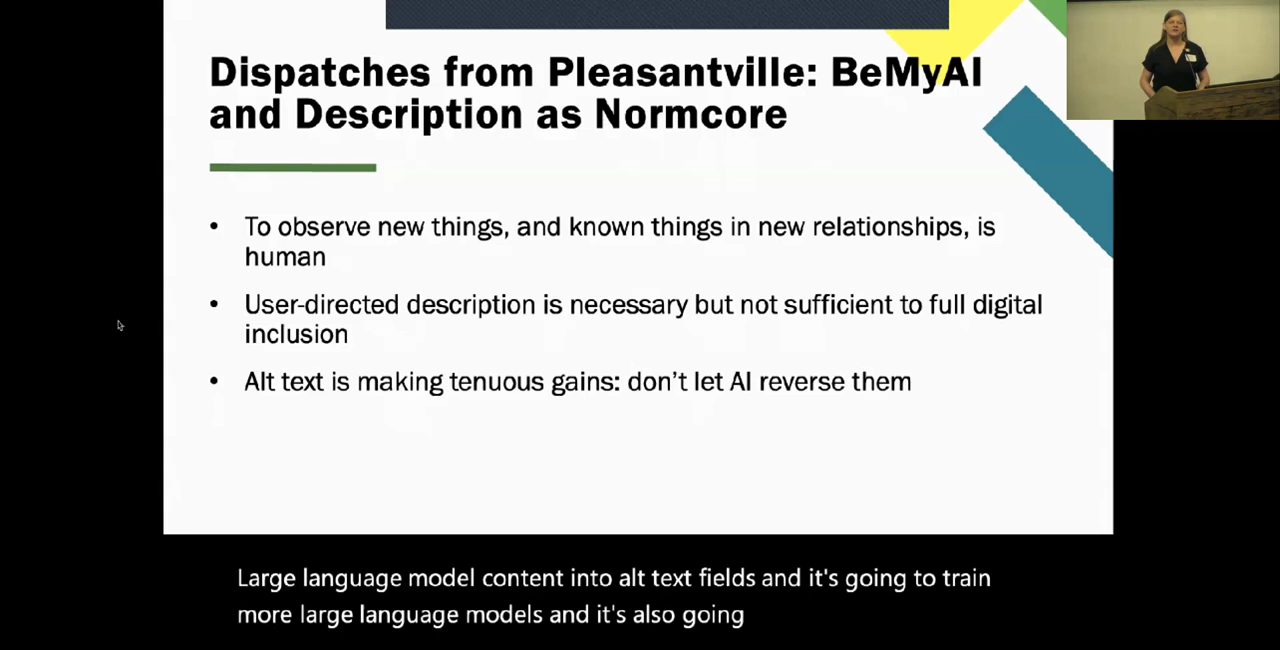 Dispatches from Pleasantville: BeMyAI
and Description as Normcore
• To observe new things, and known things in new relationships, is
human
• User-directed description is necessary but not sufficient to full digital
inclusion
• Alt text is making tenuous gains: don't let AI reverse them
Large language model content into alt text fields and it's going to train
more large language models and it's also going